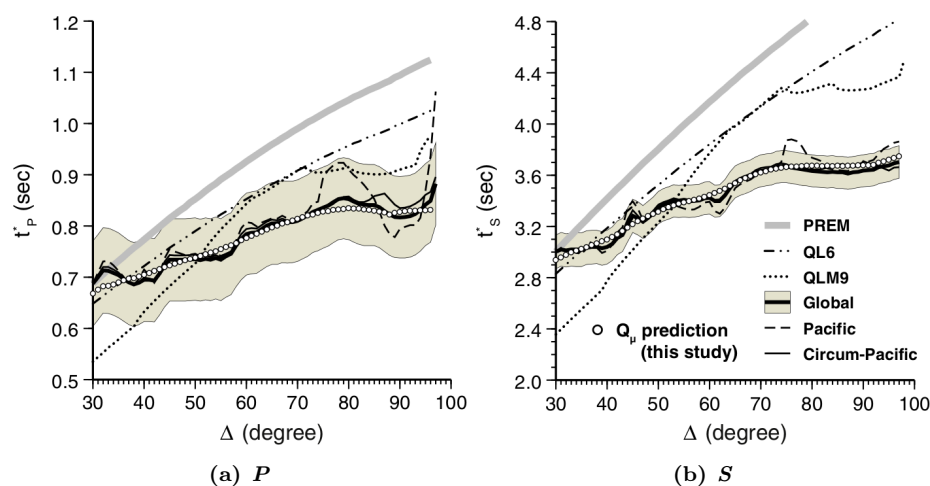 1.2
1.1
1.0
0.9
0.8
0.7
0.6
0.5
t*P (sec)
30 40 50 60 70 80 90 100
Δ (degree)
(a) P
4.8
4.4
4.0
3.6
3.2
2.8
2.4
2.0
t*S (sec)
PREM
QL6
QLM9
Global
Pacific
Circum-Pacific
Qμ prediction
(this study)
30 40 50 60 70 80 90 100
Δ (degree)
(b) S